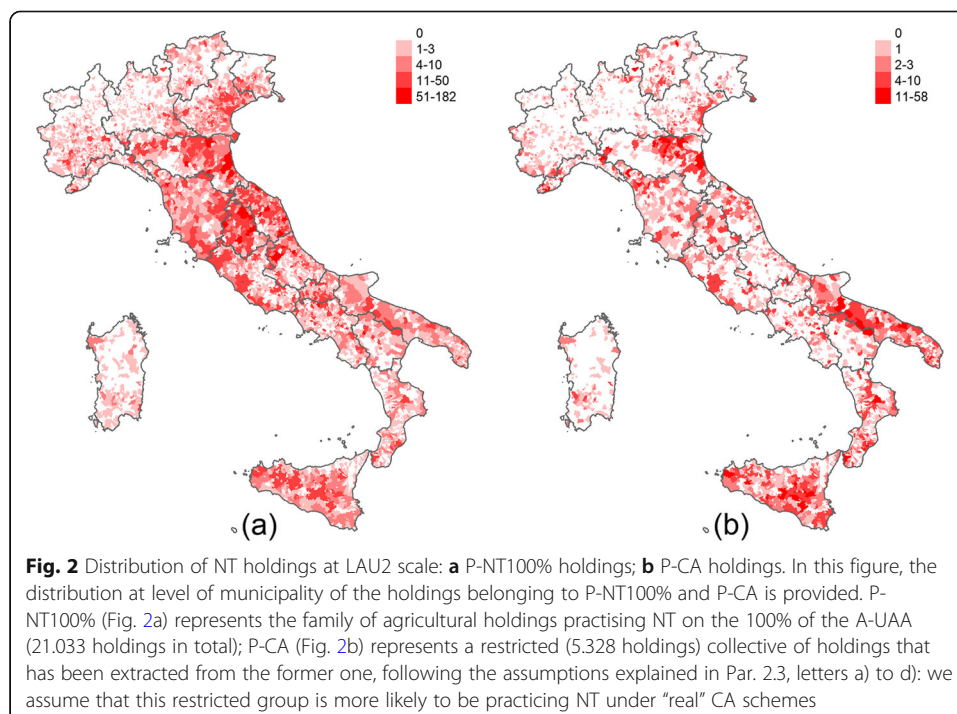 0
1-3
4-10
11-50
51-182
0
1
2-3
4-10
11-58
(a)
(b)
Fig. 2 Distribution of NT holdings at LAU2 scale: a P-NT100% holdings; b P-CA holdings. In this figure, the
distribution at level of municipality of the holdings belonging to P-NT100% and P-CA is provided. P-
NT100% (Fig. 2a) represents the family of agricultural holdings practising NT on the 100% of the A-UAA
(21.033 holdings in total); P-CA (Fig. 2b) represents a restricted (5.328 holdings) collective of holdings that
has been extracted from the former one, following the assumptions explained in Par. 2.3, letters a) to d): we
assume that this restricted group is more likely to be practicing NT under “real” CA schemes